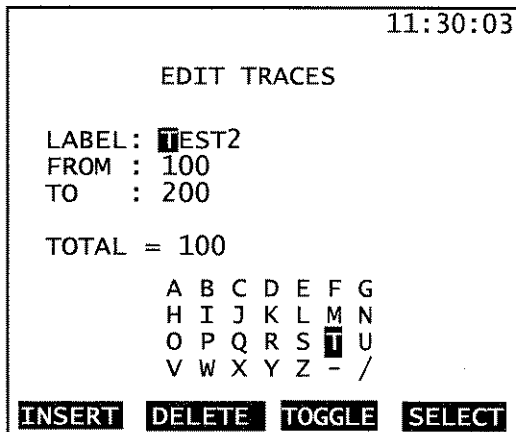 11:30:03
EDIT TRACES
LABEL: TEST2
FROM : 100
TO : 200
TOTAL = 100
A B C D E F G
H I J K L M N
O P Q R S T U
V W X Y Z - /
INSERT DELETE TOGGLE SELECT